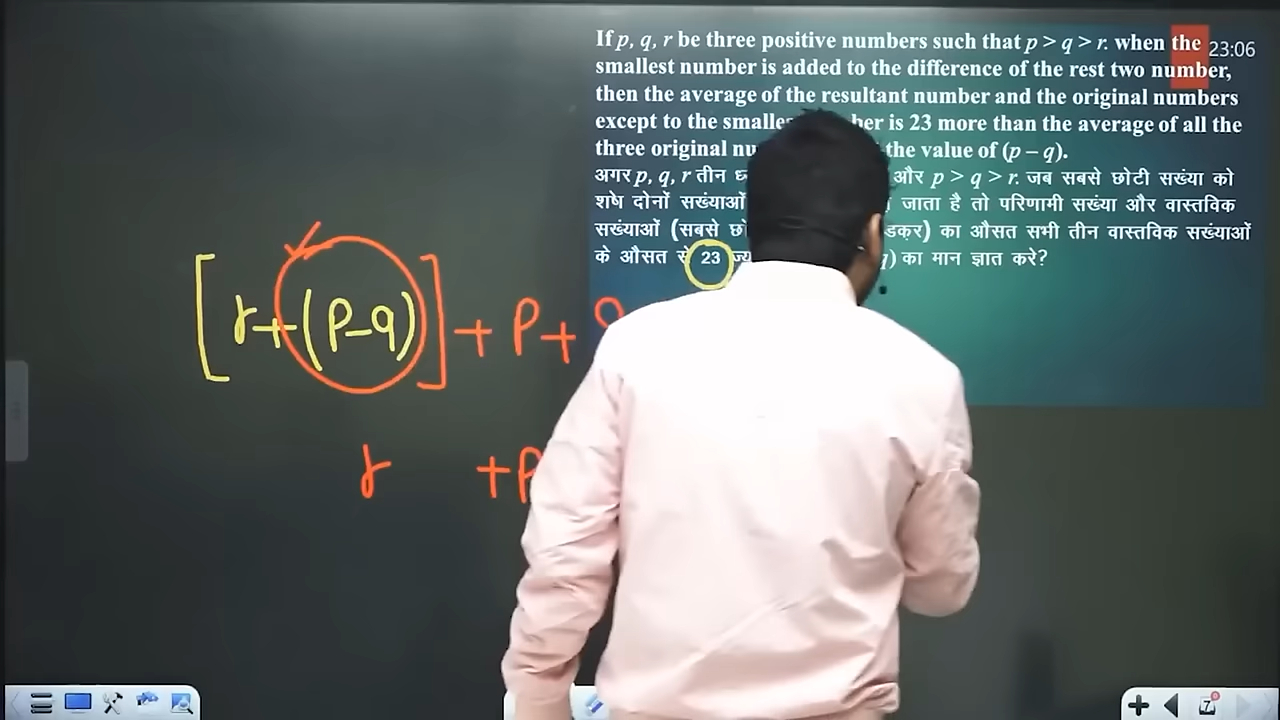 If p, q, r be three positive numbers such that p > q > r. when the
23:06
smallest number is added to the difference of the rest two number,
then the average of the resultant number and the original numbers
except to the smalle ber is 23 more than the average of all the
three original the value of (p – q).
अगर p, q, r तीन और p > q > r. जब सबसे छोटी सख्या को
शषे दोनों सख्याओं जाता है तो परिणामी सख्या और वास्तविक
सख्याओं (सबसे का औसत सभी तीन वास्तविक सख्याओं
के औसत 23 q) का मान ज्ञात करे?
[r+(p-q)] + p +
r + p
7